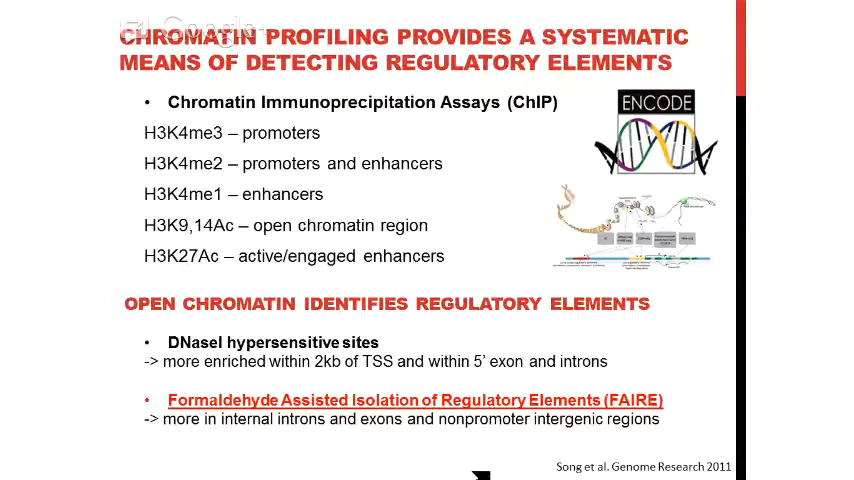 Google+
CHROMATIN PROFILING PROVIDES A SYSTEMATIC
MEANS OF DETECTING REGULATORY ELEMENTS
• Chromatin Immunoprecipitation Assays (ChIP)
H3K4me3 – promoters
H3K4me2 – promoters and enhancers
H3K4me1 – enhancers
H3K9,14Ac – open chromatin region
H3K27Ac – active/engaged enhancers
ENCODE
OPEN CHROMATIN IDENTIFIES REGULATORY ELEMENTS
• DNaseI hypersensitive sites
-> more enriched within 2kb of TSS and within 5’ exon and introns
• Formaldehyde Assisted Isolation of Regulatory Elements (FAIRE)
-> more in internal introns and exons and nonpromoter intergenic regions
Song et al. Genome Research 2011